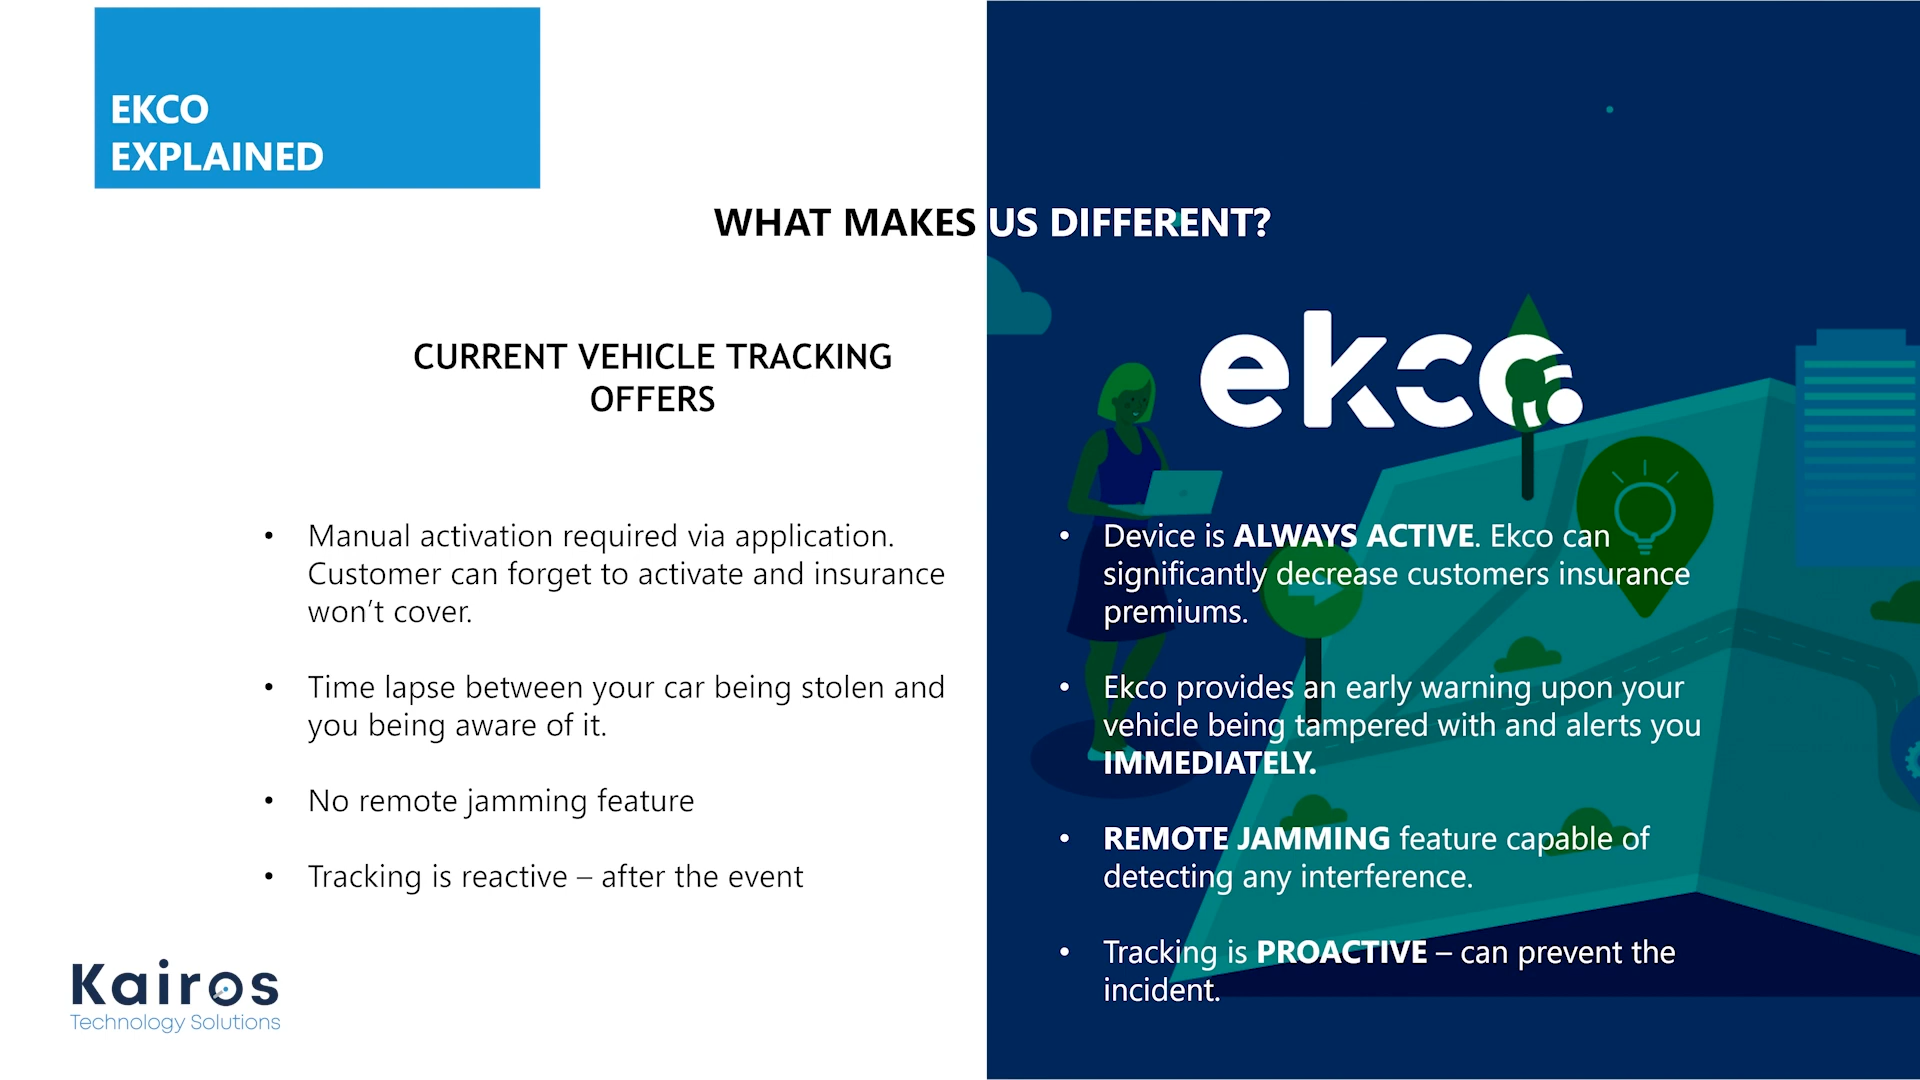 EKCO
EXPLAINED
WHAT MAKES US DIFFERENT?
CURRENT VEHICLE TRACKING
OFFERS
• Manual activation required via application.
Customer can forget to activate and insurance
won’t cover.
• Time lapse between your car being stolen and
you being aware of it.
• No remote jamming feature
• Tracking is reactive – after the event
Kairos
Technology Solutions
ekco
• Device is ALWAYS ACTIVE. Ekco can
significantly decrease customers insurance
premiums.
• Ekco provides an early warning upon your
vehicle being tampered with and alerts you
IMMEDIATELY.
• REMOTE JAMMING feature capable of
detecting any interference.
• Tracking is PROACTIVE – can prevent the
incident.